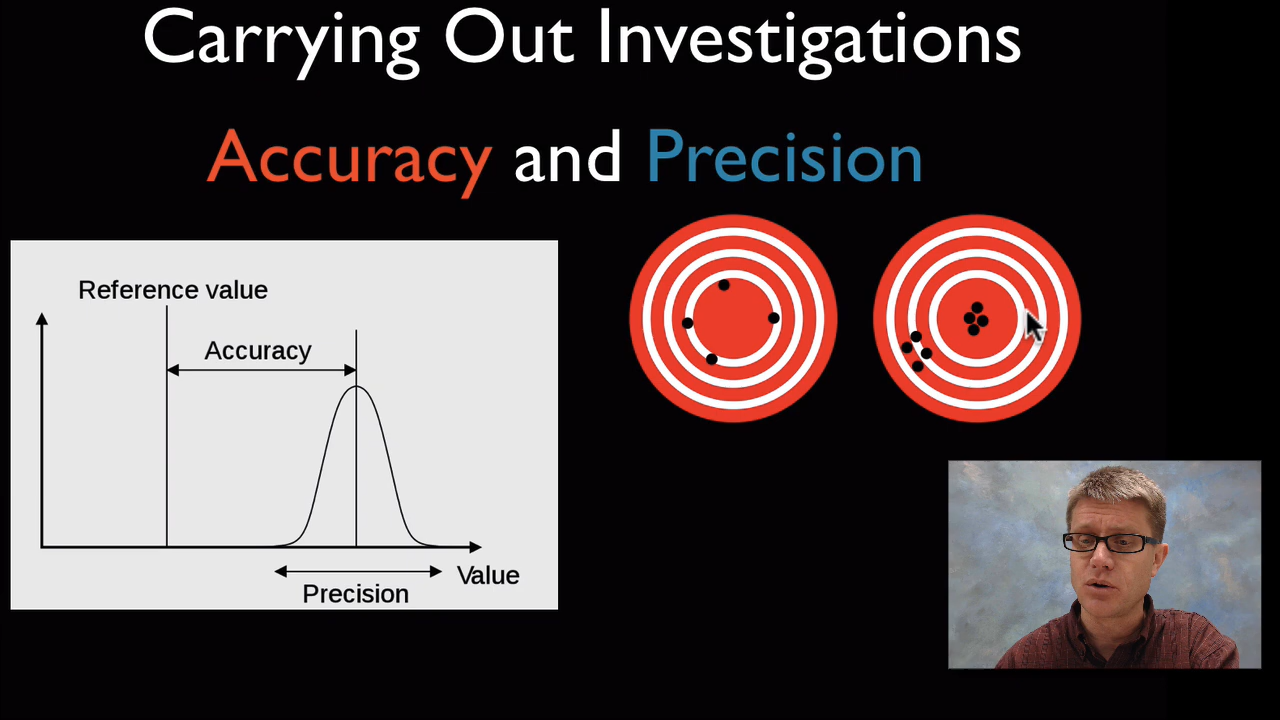 Carrying Out Investigations
Accuracy and Precision
Reference value
Accuracy
Value
Precision